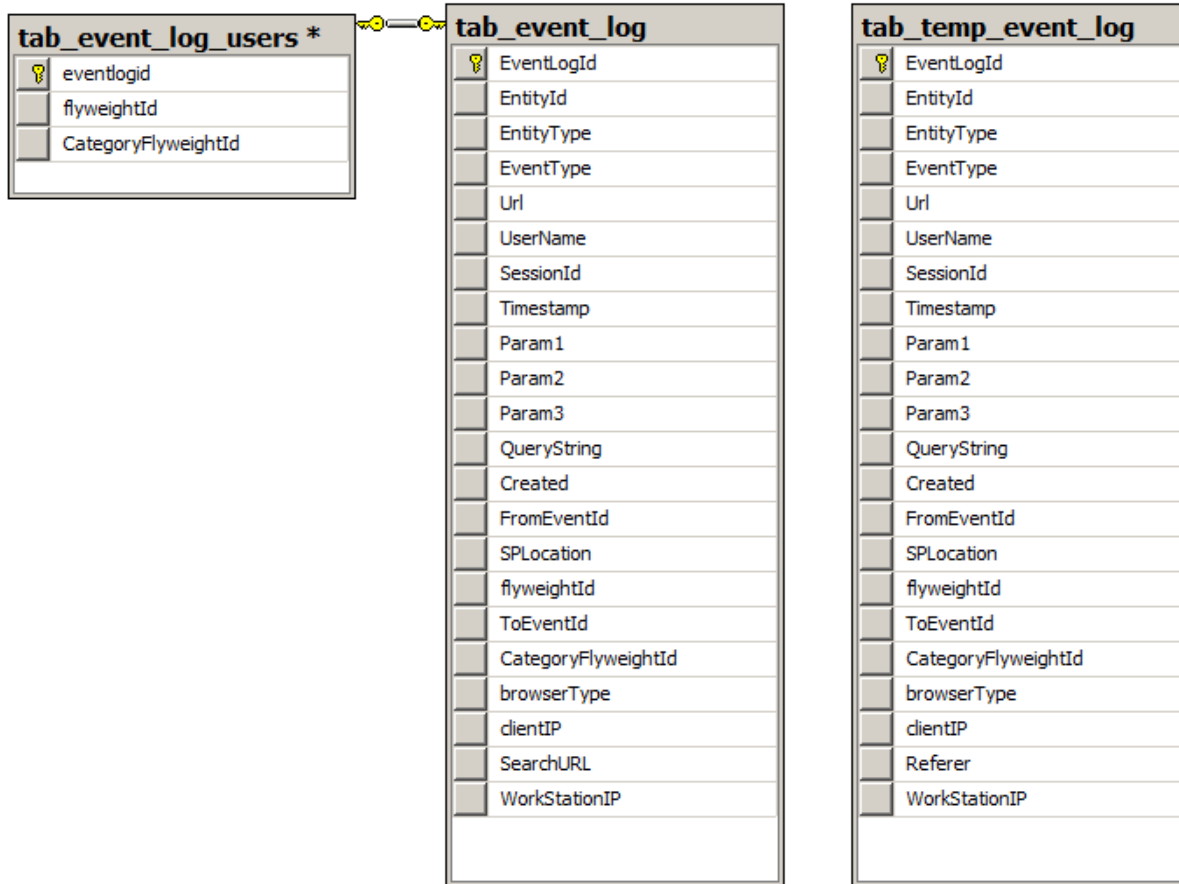 tab_event_log_users *
eventlogid
flyweightId
CategoryFlyweightId
tab_event_log
EventLogId
EntityId
EntityType
EventType
Url
UserName
SessionId
Timestamp
Param1
Param2
Param3
QueryString
Created
FromEventId
SPLocation
flyweightId
ToEventId
CategoryFlyweightId
browserType
clientIP
SearchURL
WorkStationIP
tab_temp_event_log
EventLogId
EntityId
EntityType
EventType
Url
UserName
SessionId
Timestamp
Param1
Param2
Param3
QueryString
Created
FromEventId
SPLocation
flyweightId
ToEventId
CategoryFlyweightId
browserType
clientIP
Referer
WorkStationIP